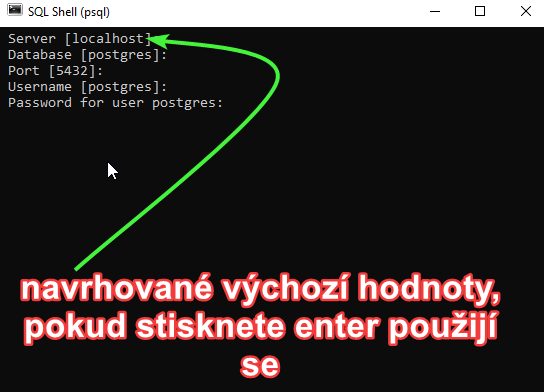 SQL Shell (psql)
Server [localhost]:
Database [postgres]:
Port [5432]:
Username [postgres]:
Password for user postgres:
navrhované výchozí hodnoty,
pokud stisknete enter použijí
se